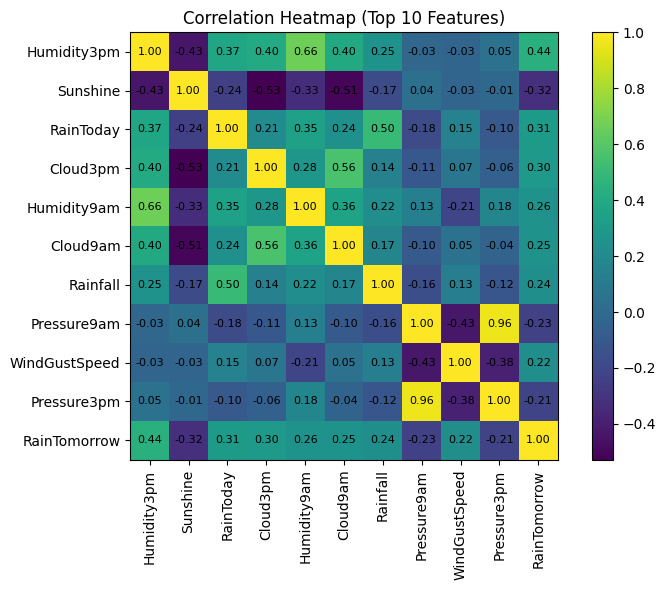 Correlation Heatmap (Top 10 Features)
Humidity3pm 1.00 -0.43 0.37 0.40 0.66 0.40 0.25 -0.03 -0.03 0.05 0.44
Sunshine -0.43 1.00 -0.24 -0.53 -0.33 -0.51 -0.17 0.04 -0.03 -0.01 -0.32
RainToday 0.37 -0.24 1.00 0.21 0.35 0.24 0.50 -0.18 0.15 -0.10 0.31
Cloud3pm 0.40 -0.53 0.21 1.00 0.28 0.56 0.14 -0.11 0.07 -0.06 0.30
Humidity9am 0.66 -0.33 0.35 0.28 1.00 0.36 0.22 0.13 -0.21 0.18 0.26
Cloud9am 0.40 -0.51 0.24 0.56 0.36 1.00 0.17 -0.10 0.05 -0.04 0.25
Rainfall 0.25 -0.17 0.50 0.14 0.22 0.17 1.00 -0.16 0.13 -0.12 0.24
Pressure9am -0.03 0.04 -0.18 -0.11 0.13 -0.10 -0.16 1.00 -0.43 0.96 -0.23
WindGustSpeed -0.03 -0.03 0.15 0.07 -0.21 0.05 0.13 -0.43 1.00 -0.38 0.22
Pressure3pm 0.05 -0.01 -0.10 -0.06 0.18 -0.04 -0.12 0.96 -0.38 1.00 -0.21
RainTomorrow 0.44 -0.32 0.31 0.30 0.26 0.25 0.24 -0.23 0.22 -0.21 1.00
Humidity3pm
Sunshine
RainToday
Cloud3pm
Humidity9am
Cloud9am
Rainfall
Pressure9am
WindGustSpeed
Pressure3pm
RainTomorrow
1.0
0.8
0.6
0.4
0.2
0.0
−0.2
−0.4